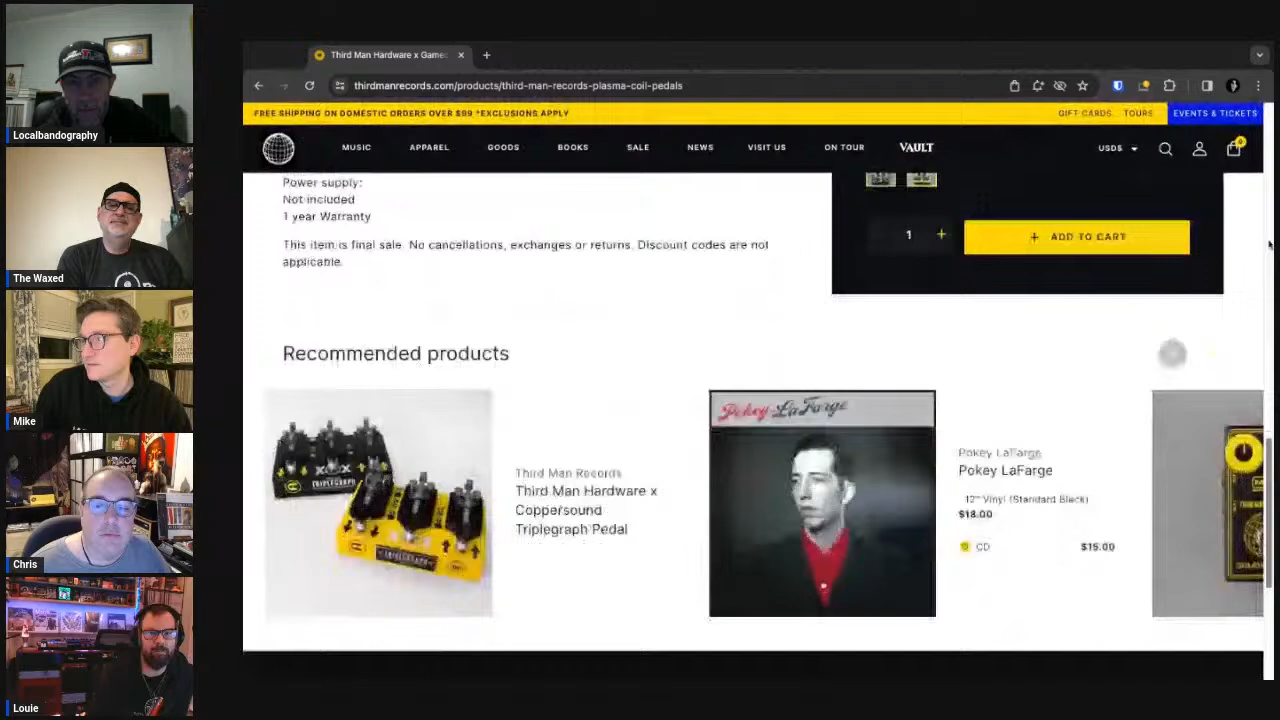 Localbandography
The Waxed
Mike
Chris
Louie
Third Man Hardware x Game
thirdmanrecords.com/products/third-man-records-plasma-coil-pedals
FREE SHIPPING ON DOMESTIC ORDERS OVER $99 *EXCLUSIONS APPLY
GIFT CARDS TOURS EVENTS & TICKETS
MUSIC APPAREL GOODS BOOKS SALE NEWS VISIT US ON TOUR VAULT USD$ 0
Power supply:
Not included
1 year Warranty
This item is final sale. No cancellations, exchanges or returns. Discount codes are not
applicable.
1 + + ADD TO CART
Recommended products
TRIPLEGRAPH
TRIPLEGRAPH
Third Man Records
Third Man Hardware x
Coppersound
Triplegraph Pedal
Pokey LaFarge
Pokey LaFarge
Pokey LaFarge
12" Vinyl (Standard Black)
$18.00
CD $15.00